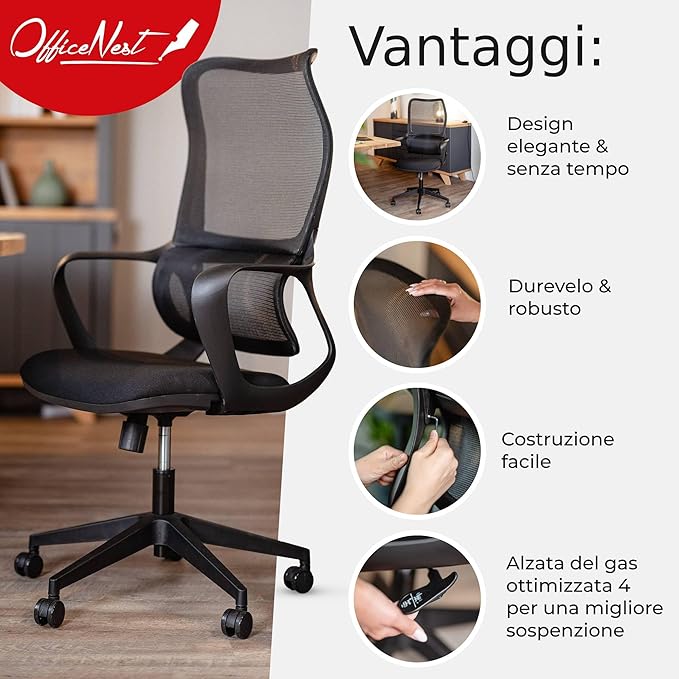 OfficeNest
Vantaggi:
Design
elegante &
senza tempo
Durevelo &
robusto
Costruzione
facile
Alzata del gas
ottimizzata 4
per una migliore
sospenzione